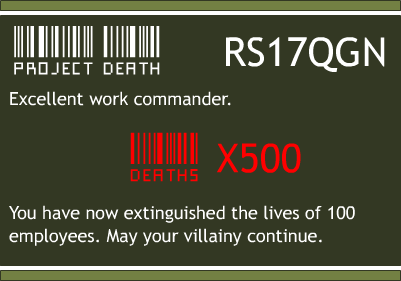 RS17QGN
PROJECT DEATH
Excellent work commander.
DEATHS X500
You have now extinguished the lives of 100
employees. May your villainy continue.